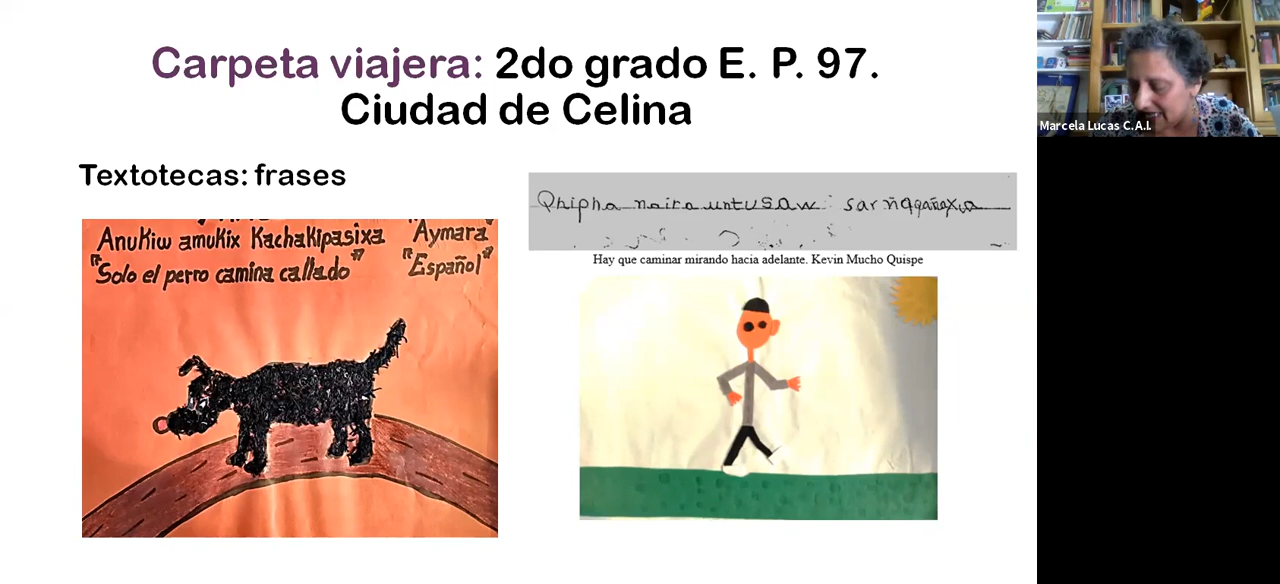 Carpeta viajera: 2do grado E. P. 97.
Ciudad de Celina
Textotecas: frases
Anukiw amukix Kachakipasixa "Aymara"
"Solo el perro camina callado" "Español"
Qhipha naira untusaw sarnaqañaxa
Hay que caminar mirando hacia adelante. Kevin Mucho Quispe
Marcela Lucas C.A.I.